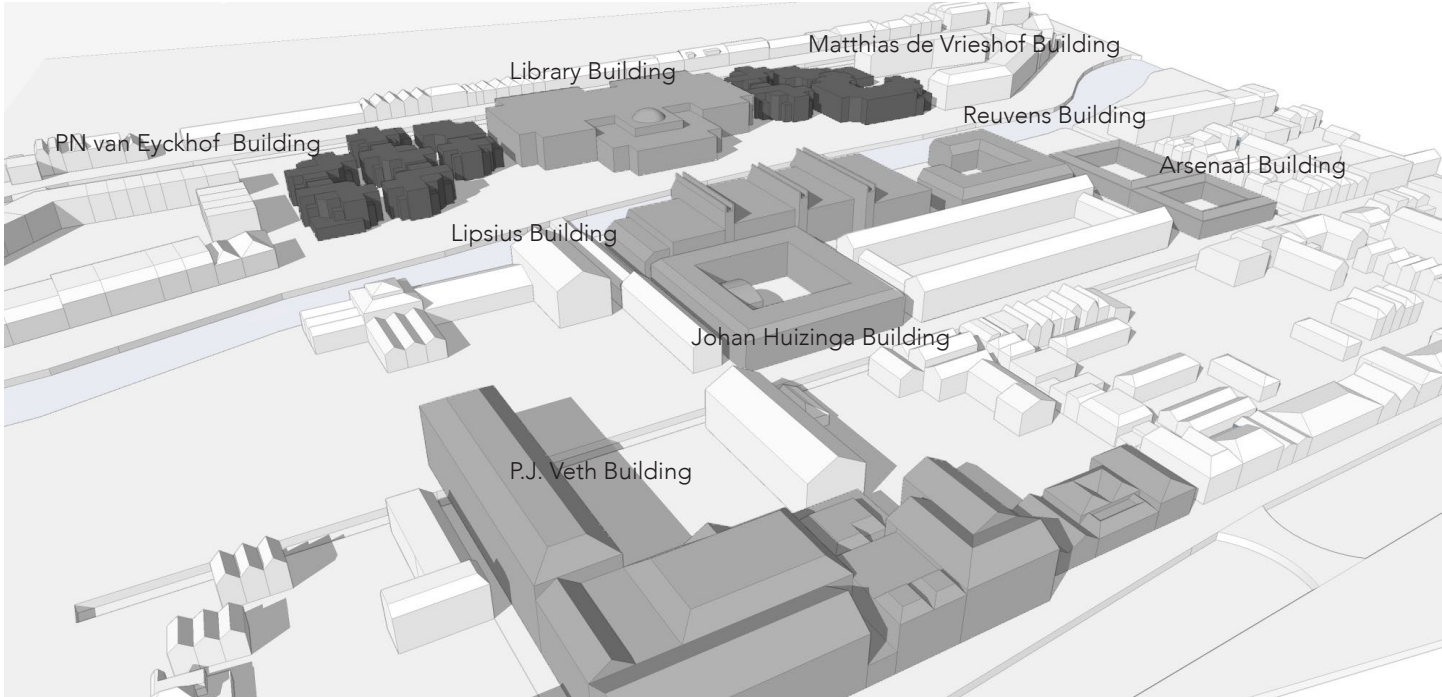 Matthias de Vrieshof Building
Library Building
Reuvens Building
PN van Eyckhof  Building
Arsenaal Building
Lipsius Building
Johan Huizinga Building
P.J. Veth Building